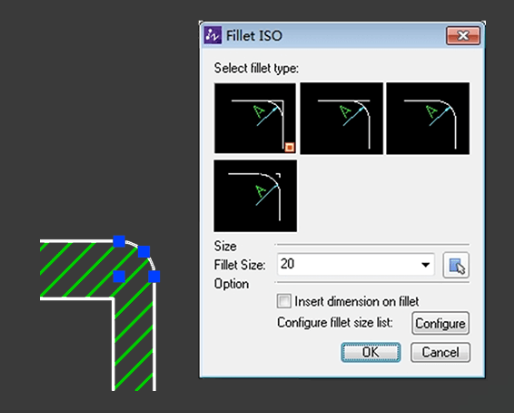 Fillet ISO
Select fillet type:
A
A
A
A
Size
Fillet Size: 20
Option
Insert dimension on fillet
Configure fillet size list: Configure
OK Cancel